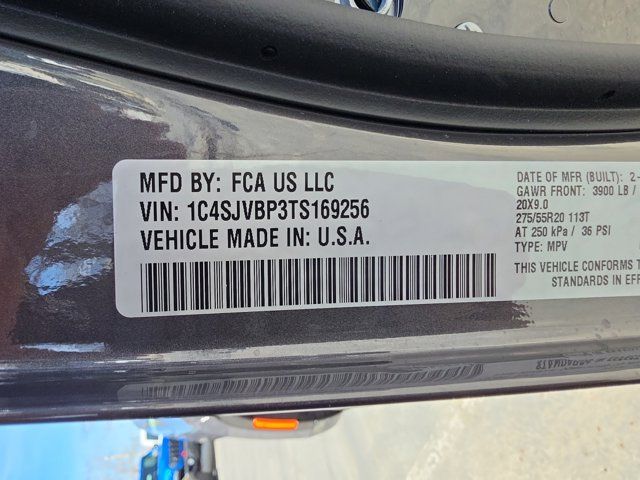 MFD BY: FCA US LLC
VIN: 1C4SJVBP3TS169256
VEHICLE MADE IN: U.S.A.
DATE OF MFR (BUILT): 2-
GAWR FRONT: 3900 LB /
20X9.0
275/55R20 113T
AT 250 kPa / 36 PSI
TYPE: MPV
THIS VEHICLE CONFORMS
STANDARDS IN EFF